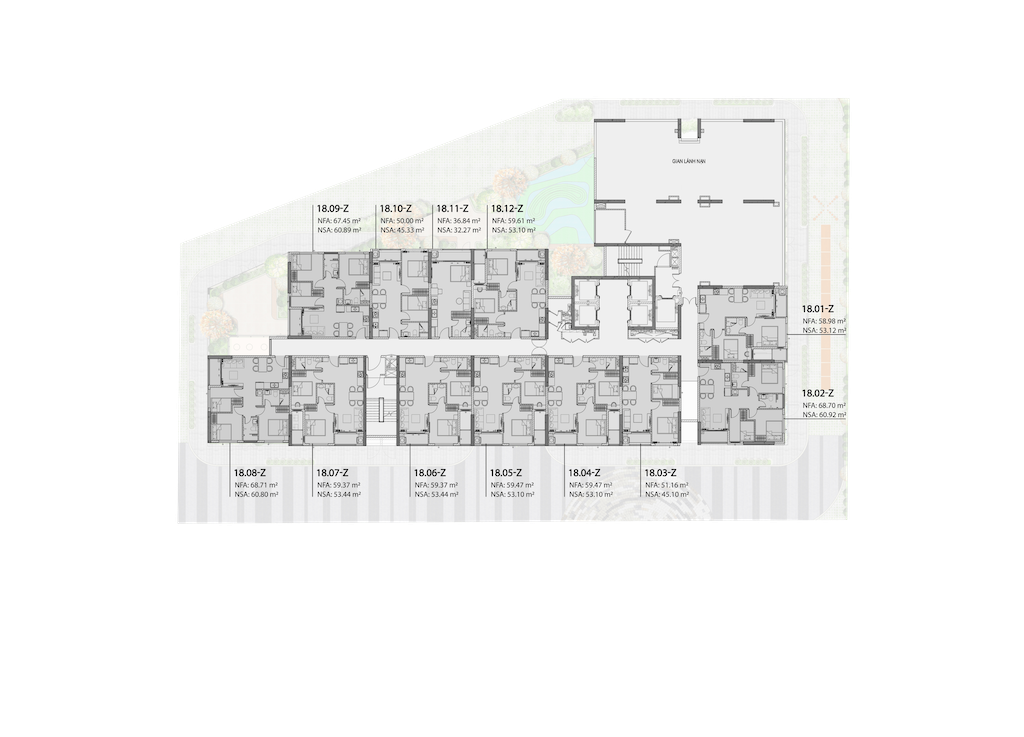 GIAN LÁNH NẠN
18.09-Z
NFA: 67.45 m²
NSA: 60.89 m²
18.10-Z
NFA: 50.00 m²
NSA: 45.33 m²
18.11-Z
NFA: 36.84 m²
NSA: 32.27 m²
18.12-Z
NFA: 59.61 m²
NSA: 53.10 m²
18.01-Z
NFA: 58.98 m²
NSA: 53.12 m²
18.02-Z
NFA: 68.70 m²
NSA: 60.92 m²
18.08-Z
NFA: 68.71 m²
NSA: 60.80 m²
18.07-Z
NFA: 59.37 m²
NSA: 53.44 m²
18.06-Z
NFA: 59.37 m²
NSA: 53.44 m²
18.05-Z
NFA: 59.47 m²
NSA: 53.10 m²
18.04-Z
NFA: 59.47 m²
NSA: 53.10 m²
18.03-Z
NFA: 51.16 m²
NSA: 45.10 m²